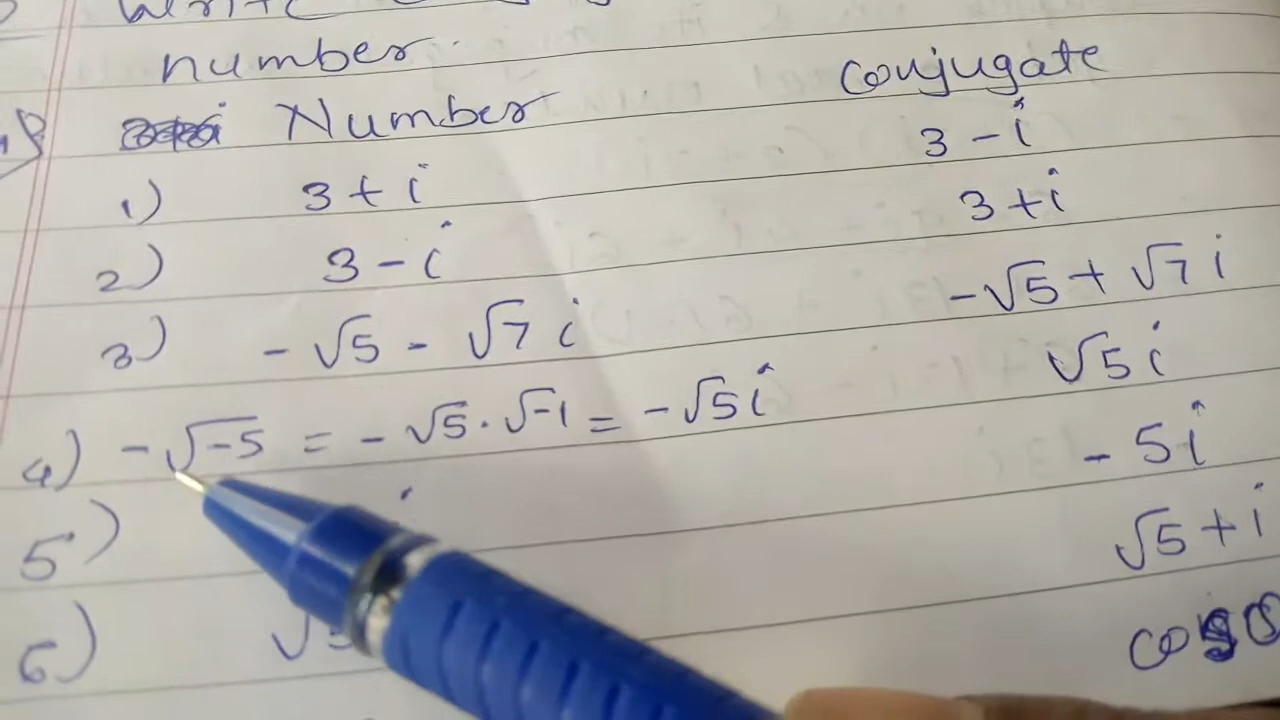 number.
Number conjugate
1) 3 + i 3 - i
2) 3 - i 3 + i
3) - √5 - √7 i - √5 + √7 i
4) - √-5 = - √5 . √-1 = - √5 i √5 i
5) - 5 i
6) √5 + i